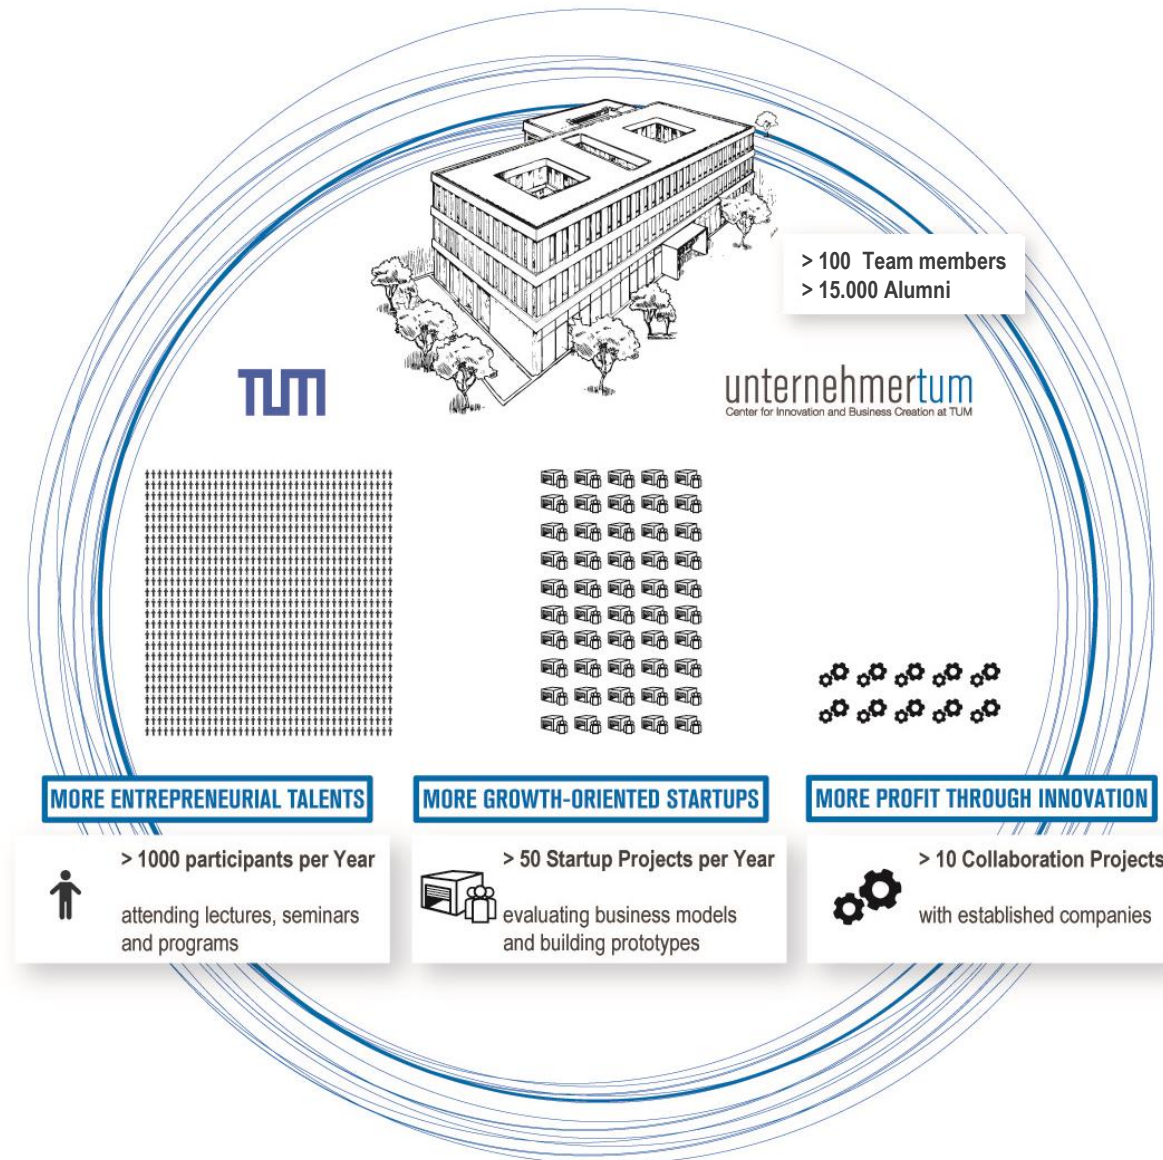 > 100 Team members
> 15.000 Alumni
TUM
unternehmertum
Center for Innovation and Business Creation at TUM
MORE ENTREPRENEURIAL TALENTS
> 1000 participants per Year
attending lectures, seminars
and programs
MORE GROWTH-ORIENTED STARTUPS
> 50 Startup Projects per Year
evaluating business models
and building prototypes
MORE PROFIT THROUGH INNOVATION
> 10 Collaboration Projects
with established companies